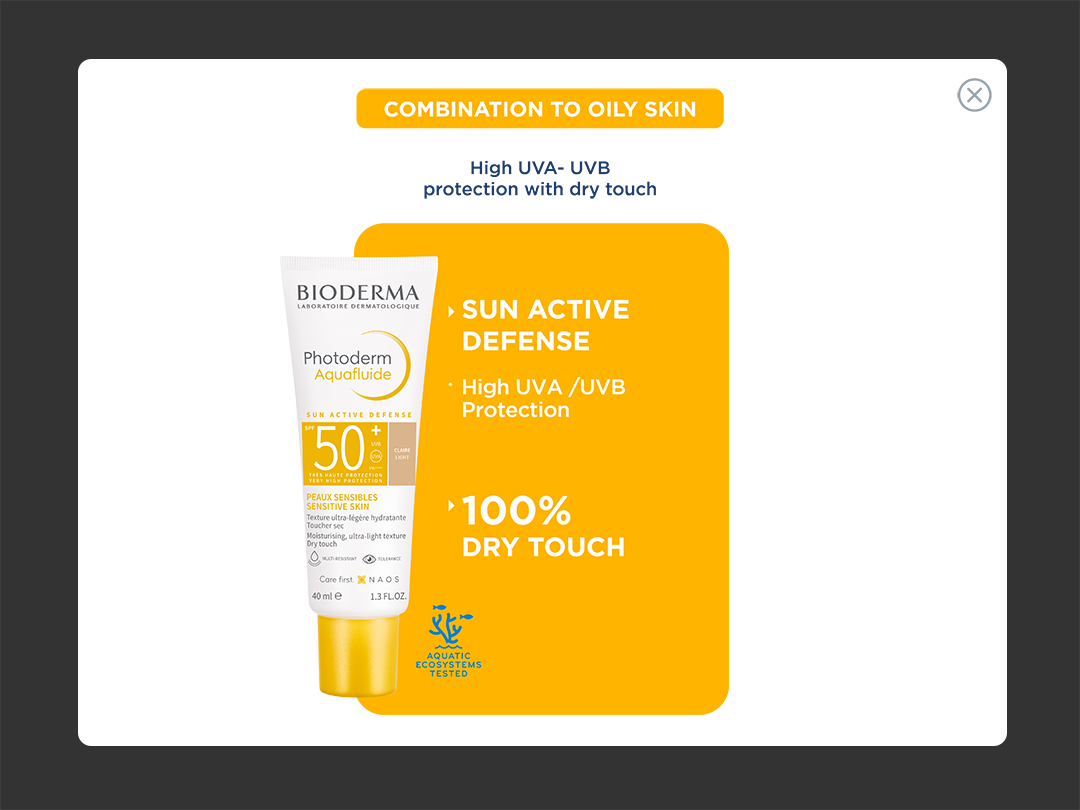 COMBINATION TO OILY SKIN
High UVA- UVB
protection with dry touch
BIODERMA
LABORATOIRE DERMATOLOGIQUE
Photoderm
Aquafluide
SUN ACTIVE DEFENSE
SPF 50+
UVB
UVA
CLAIRE
LIGHT
TRES HAUTE PROTECTION
VERY HIGH PROTECTION
PEAUX SENSIBLES
SENSITIVE SKIN
Texture ultra-légère hydratante
Toucher sec
Moisturising, ultra-light texture
Dry touch
MULTI-RESISTANT
TOLERANCE
Care first. NAOS
40 ml e 1.3 FL.OZ.
SUN ACTIVE
DEFENSE
High UVA /UVB
Protection
100%
DRY TOUCH
AQUATIC
ECOSYSTEMS
TESTED